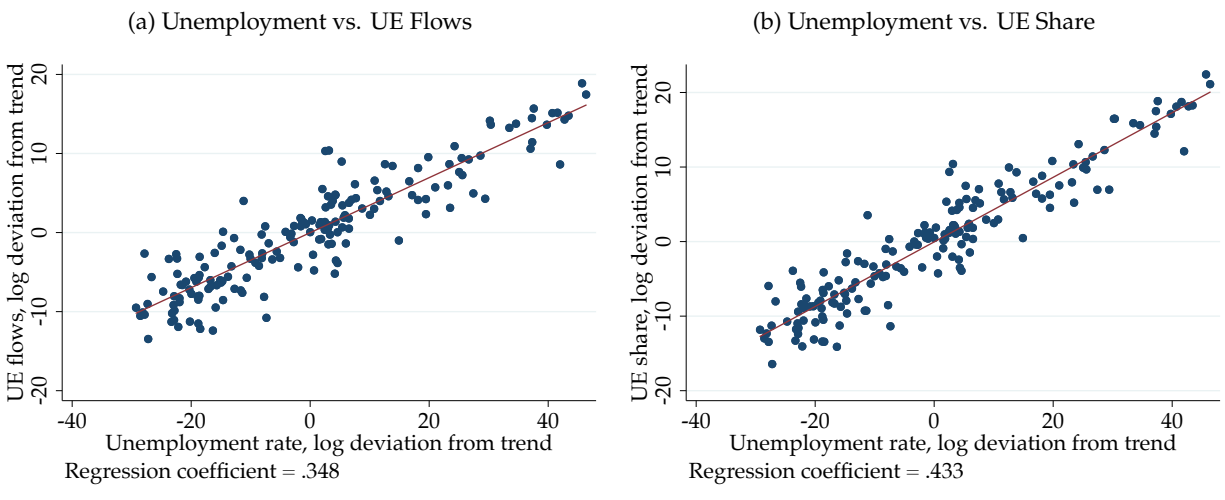 (a) Unemployment vs. UE Flows
UE flows, log deviation from trend
20
10
0
-10
-20
-40
-20
0
20
40
Unemployment rate, log deviation from trend
Regression coefficient = .348
(b) Unemployment vs. UE Share
UE share, log deviation from trend
20
10
0
-10
-20
-40
-20
0
20
40
Unemployment rate, log deviation from trend
Regression coefficient = .433